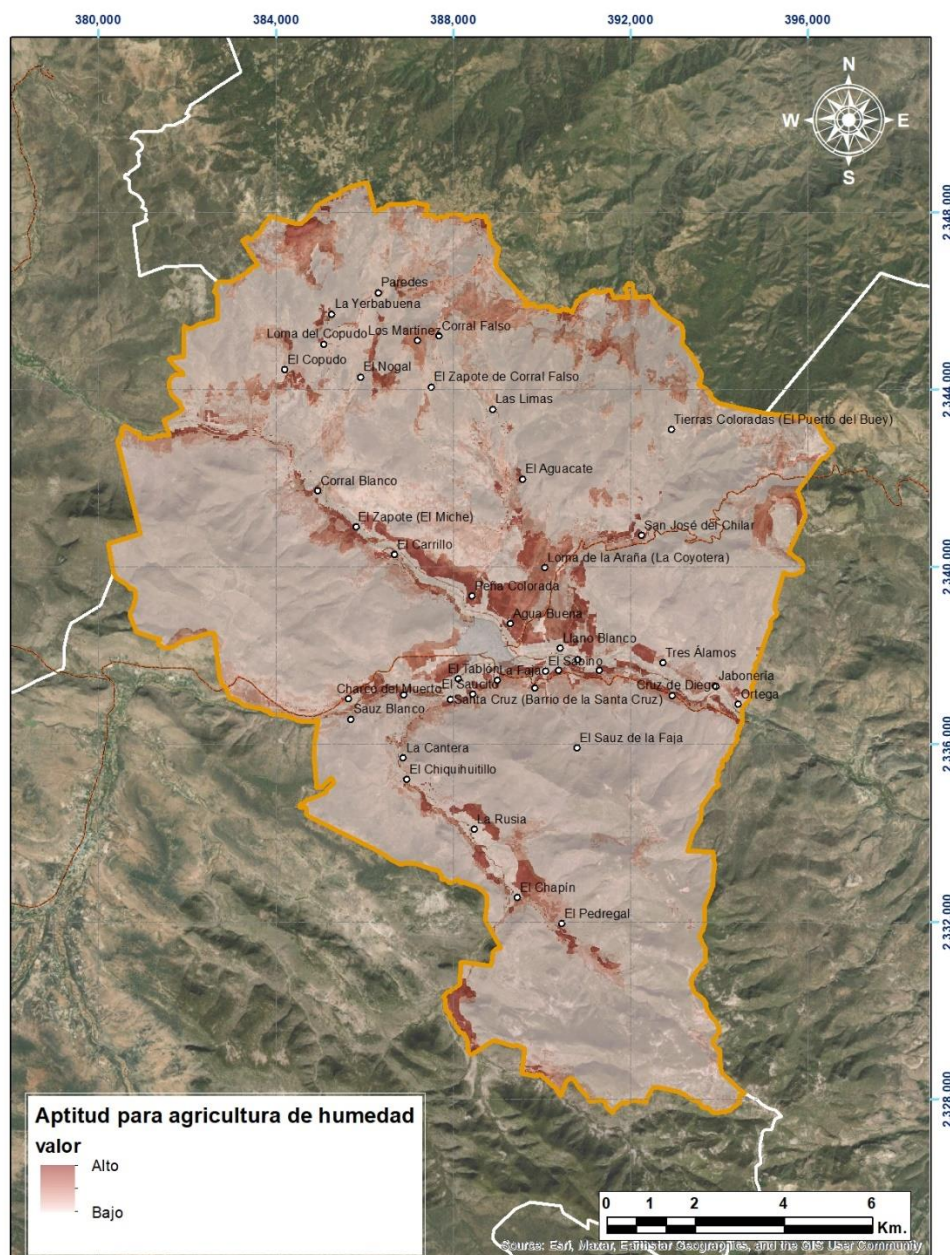 380,000
384,000
388,000
392,000
396,000
N
W
E
S
2,348,000
Paredes
La Yerbabuena
Los Martínez
Corral Falso
Loma del Copudo
El Copudo
El Nogal
El Zapote de Corral Falso
2,344,000
Las Limas
Tierras Coloradas (El Puerto del Buey)
El Aguacate
Corral Blanco
El Zapote (El Miche)
San José del Chilar
El Carrillo
Loma de la Araña (La Coyotera)
2,340,000
Peña Colorada
Agua Buena
Llano Blanco
El Tablón
La Faja
El Sabino
Tres Álamos
Charco del Muerto
El Saucito
Cruz de Diego
Jabonería
Santa Cruz (Barrio de la Santa Cruz)
Ortega
Sauz Blanco
2,336,000
El Sauz de la Faja
La Cantera
El Chiquihuitillo
La Rusia
El Chapín
El Pedregal
2,332,000
2,328,000
Aptitud para agricultura de humedad
valor
Alto
Bajo
0 1 2 4 6
Km.
Source: Esri, Maxar, Earthstar Geographics, and the GIS User Community